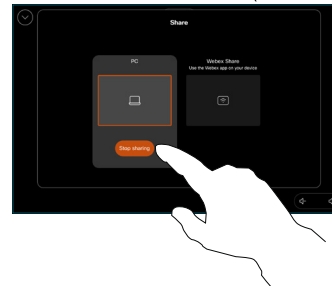 Share
PC
Webex Share
Use the Webex app on your device
Stop sharing